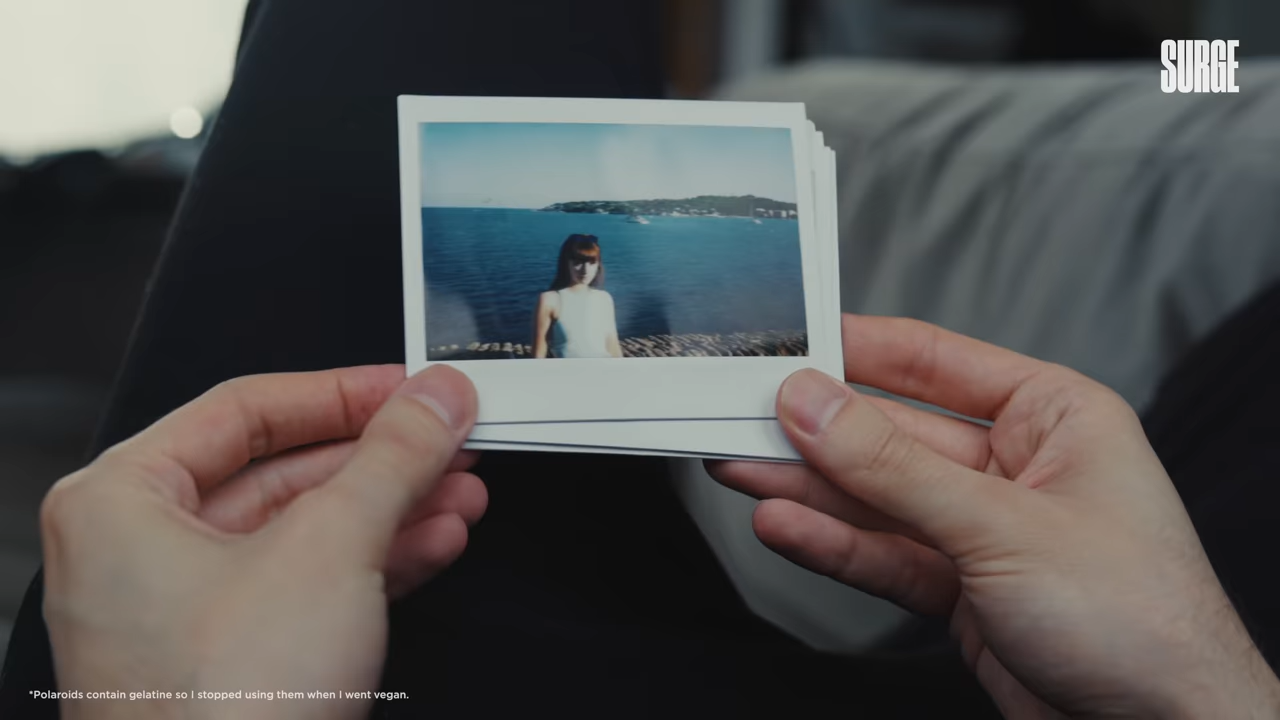 SURGE
*Polaroids contain gelatine so I stopped using them when I went vegan.